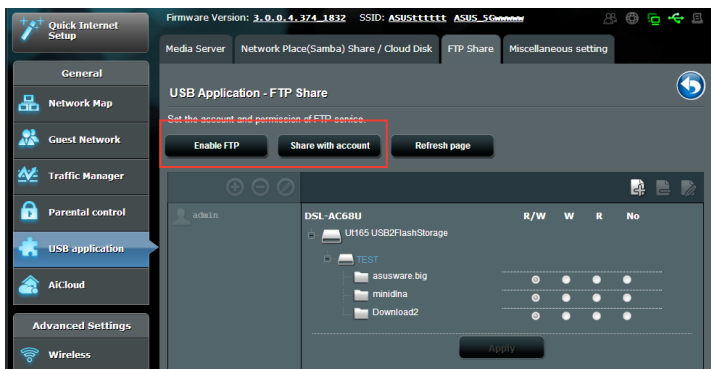 Quick Internet
Setup
Firmware Version: 3.0.0.4.374_1832 SSID: ASUSttttt ASUS_5G
Media Server
Network Place(Samba) Share / Cloud Disk
FTP Share
Miscellaneous setting
General
Network Map
Guest Network
Traffic Manager
Parental control
USB application
AiCloud
Advanced Settings
Wireless
USB Application - FTP Share
Set the account and permission of FTP service.
Enable FTP
Share with account
Refresh page
admin
DSL-AC68U
R/W W R No
Ut165 USB2FlashStorage
TEST
asusware.big
minidlna
Download2
Apply